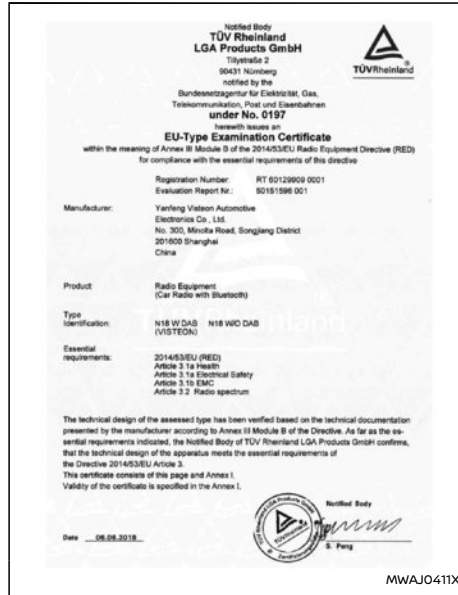 Notified Body
TÜV Rheinland
LGA Products GmbH
Tillystraße 2
90431 Nürnberg
notified by the
Bundesnetzagentur für Elektrizität, Gas,
Telekommunikation, Post und Eisenbahnen
under No. 0197
herewith issues an
EU-Type Examination Certificate
within the meaning of Annex III Module B of the 2014/53/EU Radio Equipment Directive (RED)
for compliance with the essential requirements of this directive
TÜVRheinland
Registration Number: RT 60129909 0001
Evaluation Report Nr.: 50151596 001
Manufacturer: Yanfeng Visteon Automotive
Electronics Co., Ltd.
No. 300, Minolta Road, Songjiang District
201600 Shanghai
China
Product: Radio Equipment
(Car Radio with Bluetooth)
Type
Identification: N18 W DAB N18 W/O DAB
(VISTEON)
TÜVRheinland
Essential
requirements: 2014/53/EU (RED)
Article 3.1a Health
Article 3.1a Electrical Safety
Article 3.1b EMC
Article 3.2 Radio spectrum
The technical design of the assessed type has been verified based on the technical documentation
presented by the manufacturer according to Annex III Module B of the Directive. As far as the es-
sential requirements indicated, the Notified Body of TÜV Rheinland LGA Products GmbH confirms,
that the technical design of the apparatus meets the essential requirements of
the Directive 2014/53/EU Article 3.
This certificate consists of this page and Annex I.
Validity of the certificate is specified in the Annex I.
Notified Body
Date 06.06.2018
S. Peng
MWAJ0411X